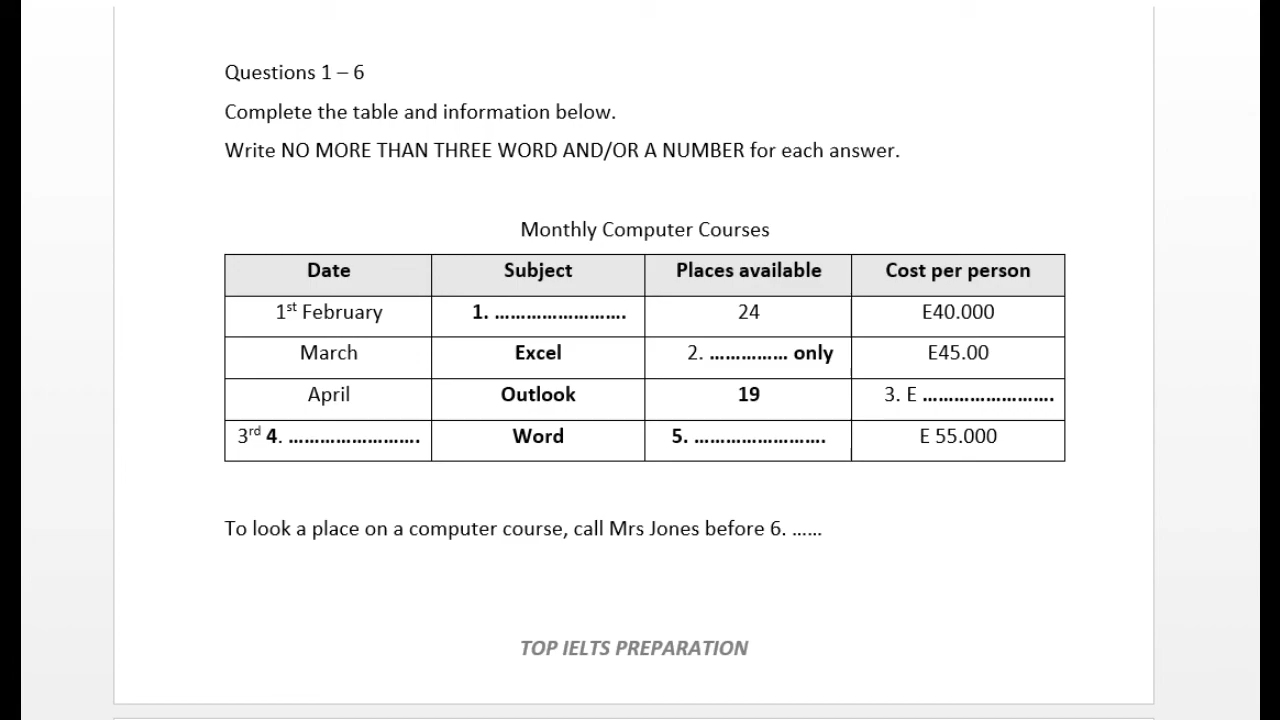 Questions 1 – 6
Complete the table and information below.
Write NO MORE THAN THREE WORD AND/OR A NUMBER for each answer.
Monthly Computer Courses
Date Subject Places available Cost per person
1st February 1. ........................ 24 E40.000
March Excel 2. ............... only E45.00
April Outlook 19 3. E ........................
3rd 4. ........................ Word 5. ........................ E 55.000
To look a place on a computer course, call Mrs Jones before 6. ......
TOP IELTS PREPARATION